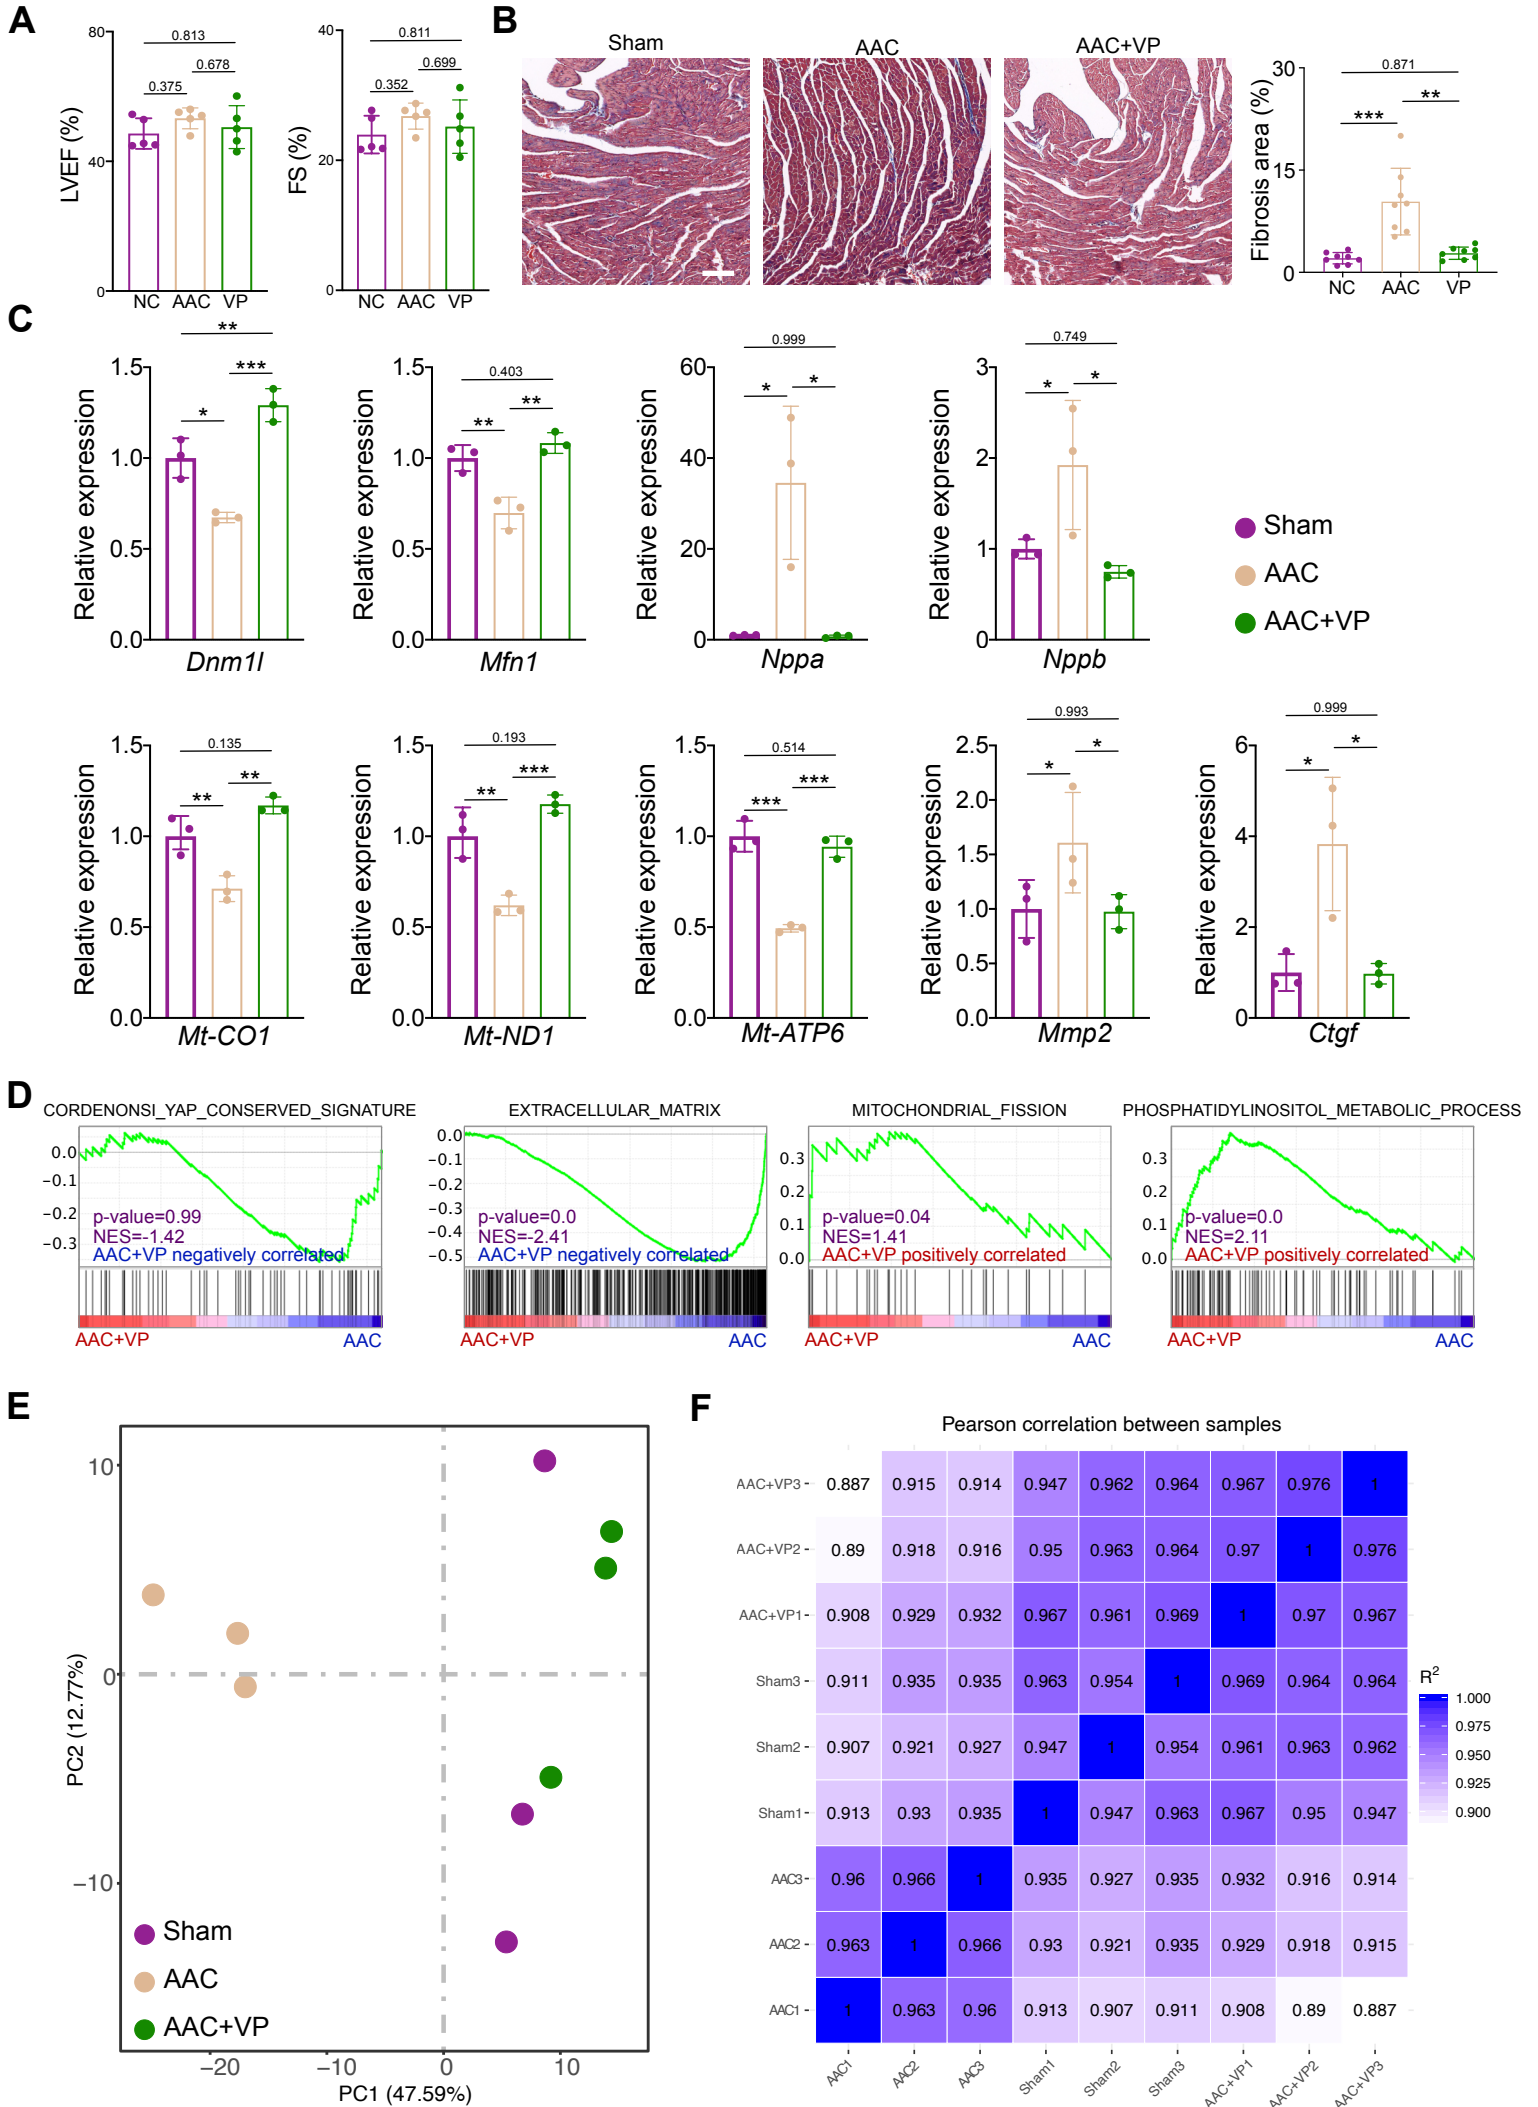 A
LVEF (%)
80
40
0
0.813
0.678
0.375
NC AAC VP
FS (%)
40
20
0
0.811
0.699
0.352
NC AAC VP
B
Sham
AAC
AAC+VP
Fibrosis area (%)
30
15
0
0.871
**
***
NC AAC VP
C
Relative expression
1.5
1.0
0.5
0.0
**
***
*
Dnm1l
Relative expression
1.5
1.0
0.5
0.0
0.403
**
**
Mfn1
Relative expression
60
40
20
0
0.999
*
*
Nppa
Relative expression
3
2
1
0
0.749
*
*
Nppb
Sham
AAC
AAC+VP
Relative expression
1.5
1.0
0.5
0.0
0.135
**
**
Mt-CO1
Relative expression
1.5
1.0
0.5
0.0
0.193
***
**
Mt-ND1
Relative expression
1.5
1.0
0.5
0.0
0.514
***
***
Mt-ATP6
Relative expression
2.5
2.0
1.5
1.0
0.5
0.0
0.993
*
*
Mmp2
Relative expression
6
4
2
0
0.999
*
*
Ctgf
D
CORDENONSI_YAP_CONSERVED_SIGNATURE
0.0
−0.1
−0.2
−0.3
p-value=0.99
NES=-1.42
AAC+VP negatively correlated
AAC+VP AAC
EXTRACELLULAR_MATRIX
0.0
−0.1
−0.2
−0.3
−0.4
−0.5
p-value=0.0
NES=-2.41
AAC+VP negatively correlated
AAC+VP AAC
MITOCHONDRIAL_FISSION
0.3
0.2
0.1
0.0
p-value=0.04
NES=1.41
AAC+VP positively correlated
AAC+VP AAC
PHOSPHATIDYLINOSITOL_METABOLIC_PROCESS
0.3
0.2
0.1
0.0
p-value=0.0
NES=2.11
AAC+VP positively correlated
AAC+VP AAC
E
PC2 (12.77%)
10
0
−10
Sham
AAC
AAC+VP
−20 −10 0 10
PC1 (47.59%)
F
Pearson correlation between samples
AAC+VP3 0.887 0.915 0.914 0.947 0.962 0.964 0.967 0.976 1
AAC+VP2 0.89 0.918 0.916 0.95 0.963 0.964 0.97 1 0.976
AAC+VP1 0.908 0.929 0.932 0.967 0.961 0.969 1 0.97 0.967
Sham3 0.911 0.935 0.935 0.963 0.954 1 0.969 0.964 0.964
Sham2 0.907 0.921 0.927 0.947 1 0.954 0.961 0.963 0.962
Sham1 0.913 0.93 0.935 1 0.947 0.963 0.967 0.95 0.947
AAC3 0.96 0.966 1 0.935 0.927 0.935 0.932 0.916 0.914
AAC2 0.963 1 0.966 0.93 0.921 0.935 0.929 0.918 0.915
AAC1 1 0.963 0.96 0.913 0.907 0.911 0.908 0.89 0.887
AAC1 AAC2 AAC3 Sham1 Sham2 Sham3 AAC+VP1 AAC+VP2 AAC+VP3
R2
1.000
0.975
0.950
0.925
0.900